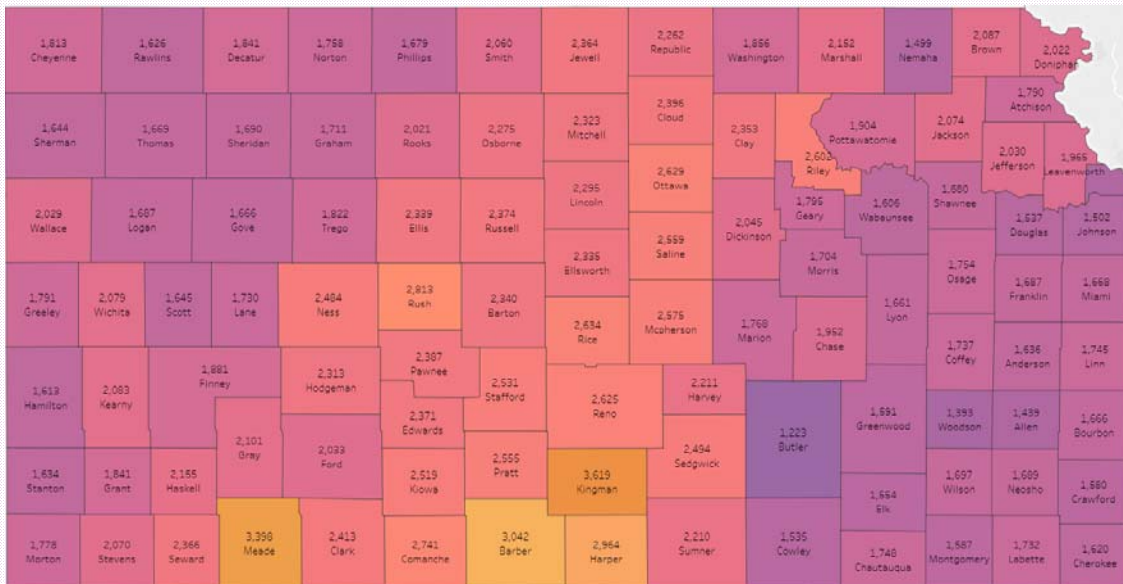 1,813
Cheyenne
1,626
Rawlins
1,841
Decatur
1,758
Norton
1,679
Phillips
2,060
Smith
2,364
Jewell
2,262
Republic
1,856
Washington
2,152
Marshall
1,499
Nemaha
2,087
Brown
2,022
Doniphan
1,790
Atchison
1,644
Sherman
1,669
Thomas
1,690
Sheridan
1,711
Graham
2,021
Rooks
2,275
Osborne
2,323
Mitchell
2,396
Cloud
2,353
Clay
2,602
Riley
1,904
Pottawatomie
2,074
Jackson
2,030
Jefferson
1,966
Leavenworth
2,029
Wallace
1,687
Logan
1,666
Gove
1,822
Trego
2,339
Ellis
2,374
Russell
2,295
Lincoln
2,629
Ottawa
2,045
Dickinson
1,795
Geary
1,606
Wabaunsee
1,680
Shawnee
1,537
Douglas
1,502
Johnson
2,335
Ellsworth
2,559
Saline
1,704
Morris
1,754
Osage
1,687
Franklin
1,668
Miami
1,791
Greeley
2,079
Wichita
1,645
Scott
1,730
Lane
2,484
Ness
2,813
Rush
2,340
Barton
2,634
Rice
2,575
Mcpherson
1,768
Marion
1,952
Chase
1,661
Lyon
1,737
Coffey
1,636
Anderson
1,745
Linn
1,613
Hamilton
2,083
Kearny
1,881
Finney
2,313
Hodgeman
2,387
Pawnee
2,531
Stafford
2,625
Reno
2,211
Harvey
1,223
Butler
1,691
Greenwood
1,393
Woodson
1,439
Allen
1,666
Bourbon
2,101
Gray
2,033
Ford
2,371
Edwards
2,494
Sedgwick
1,634
Stanton
1,841
Grant
2,155
Haskell
2,519
Kiowa
2,555
Pratt
3,619
Kingman
1,554
Elk
1,697
Wilson
1,689
Neosho
1,580
Crawford
1,778
Morton
2,070
Stevens
2,366
Seward
3,398
Meade
2,413
Clark
2,741
Comanche
3,042
Barber
2,964
Harper
2,210
Sumner
1,535
Cowley
1,748
Chautauqua
1,587
Montgomery
1,732
Labette
1,620
Cherokee